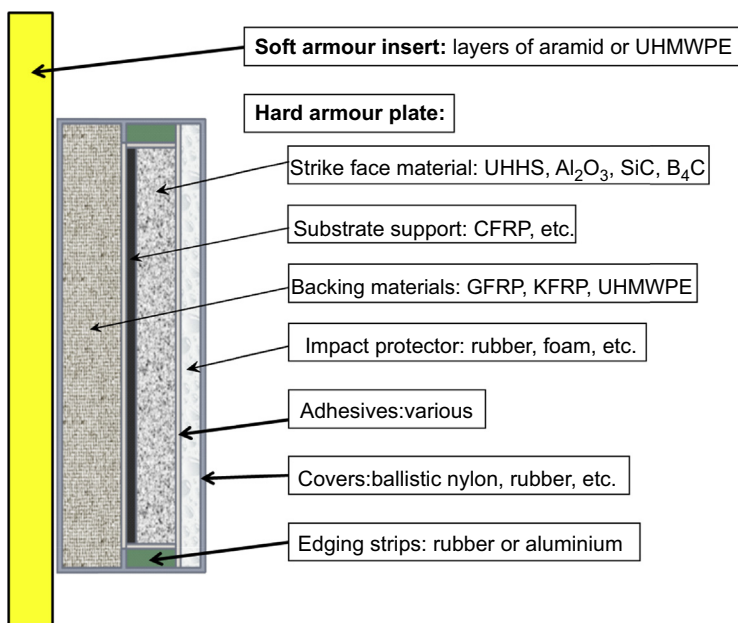 Soft armour insert: layers of aramid or UHMWPE
Hard armour plate:
Strike face material: UHHS, Al₂O₃, SiC, B₄C
Substrate support: CFRP, etc.
Backing materials: GFRP, KFRP, UHMWPE
Impact protector: rubber, foam, etc.
Adhesives:various
Covers:ballistic nylon, rubber, etc.
Edging strips: rubber or aluminium